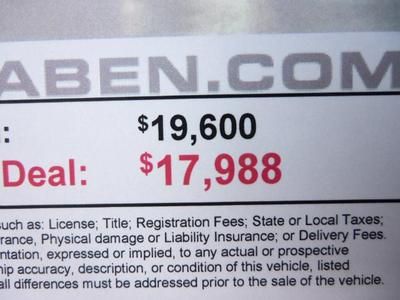 ABEN.COM
: $19,600
Deal: $17,988
such as: License; Title; Registration Fees; State or Local Taxes;
rance, Physical damage or Liability Insurance; or Delivery Fees.
ntation, expressed or implied, to any actual or prospective
hip accuracy, description, or condition of this vehicle, listed
all differences must be addressed prior to the sale of the vehicle.